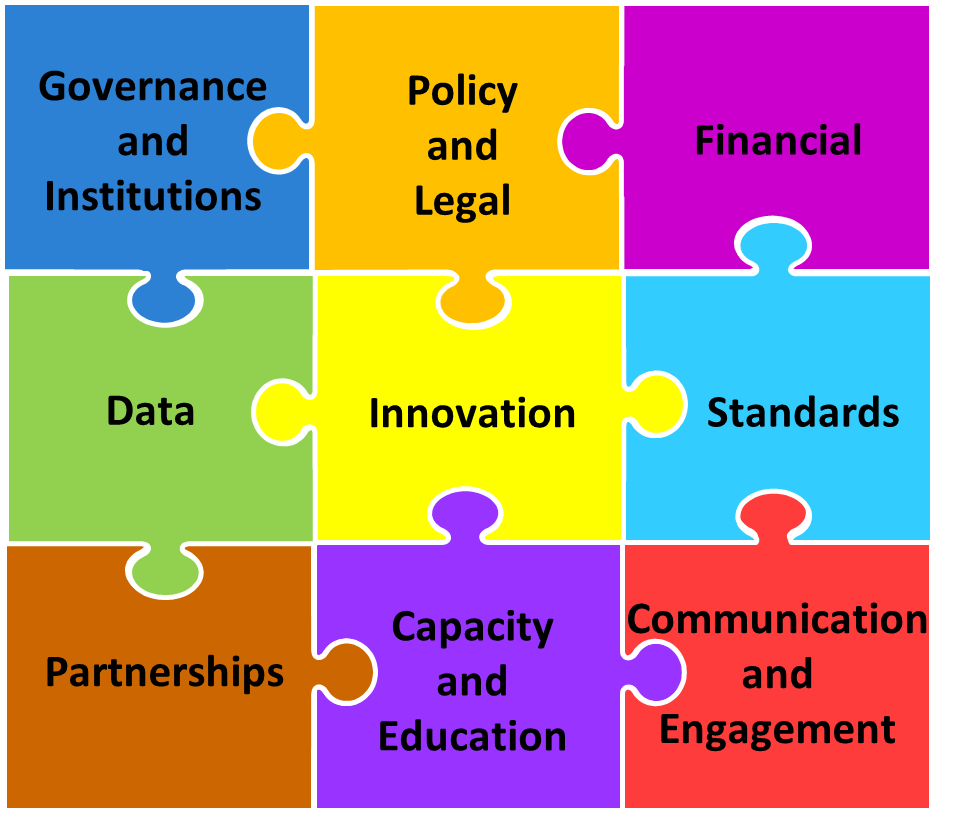 Governance
and
Institutions
Policy
and
Legal
Financial
Data
Innovation
Standards
Partnerships
Capacity
and
Education
Communication
and
Engagement